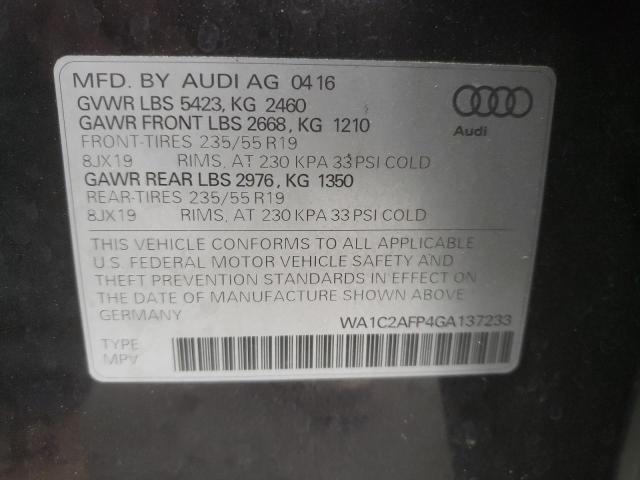 MFD. BY AUDI AG 04 16
GVWR LBS 5423, KG 2460
GAWR FRONT LBS 2668, KG 1210
FRONT-TIRES 235/55 R19
8JX19 RIMS, AT 230 KPA 33 PSI COLD
GAWR REAR LBS 2976, KG 1350
REAR-TIRES 235/55 R19
8JX19 RIMS, AT 230 KPA 33 PSI COLD
Audi
THIS VEHICLE CONFORMS TO ALL APPLICABLE
U.S. FEDERAL MOTOR VEHICLE SAFETY AND
THEFT PREVENTION STANDARDS IN EFFECT ON
THE DATE OF MANUFACTURE SHOWN ABOVE.
GERMANY
WA1C2AFP4GA137233
TYPE
MPV